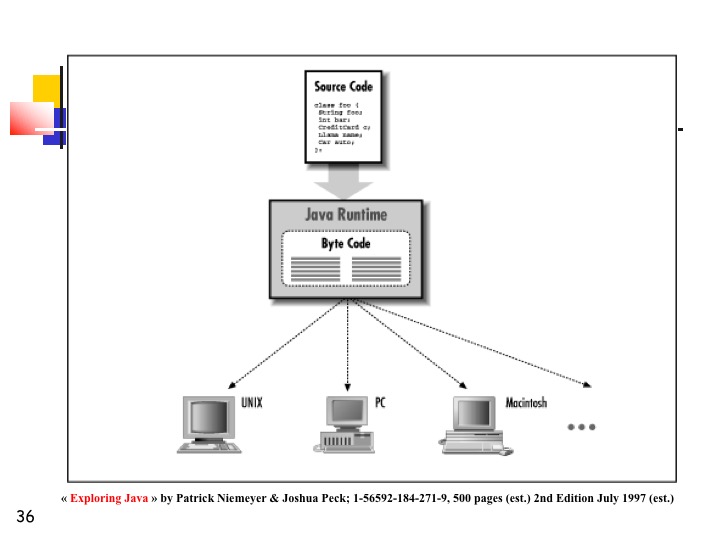 Source Code
class foo {
String foo;
int bar;
CreditCard c;
Llama name;
Car auto;
};
Java Runtime
Byte Code
UNIX
PC
Macintosh
« Exploring Java » by Patrick Niemeyer & Joshua Peck; 1-56592-184-271-9, 500 pages (est.) 2nd Edition July 1997 (est.)
36